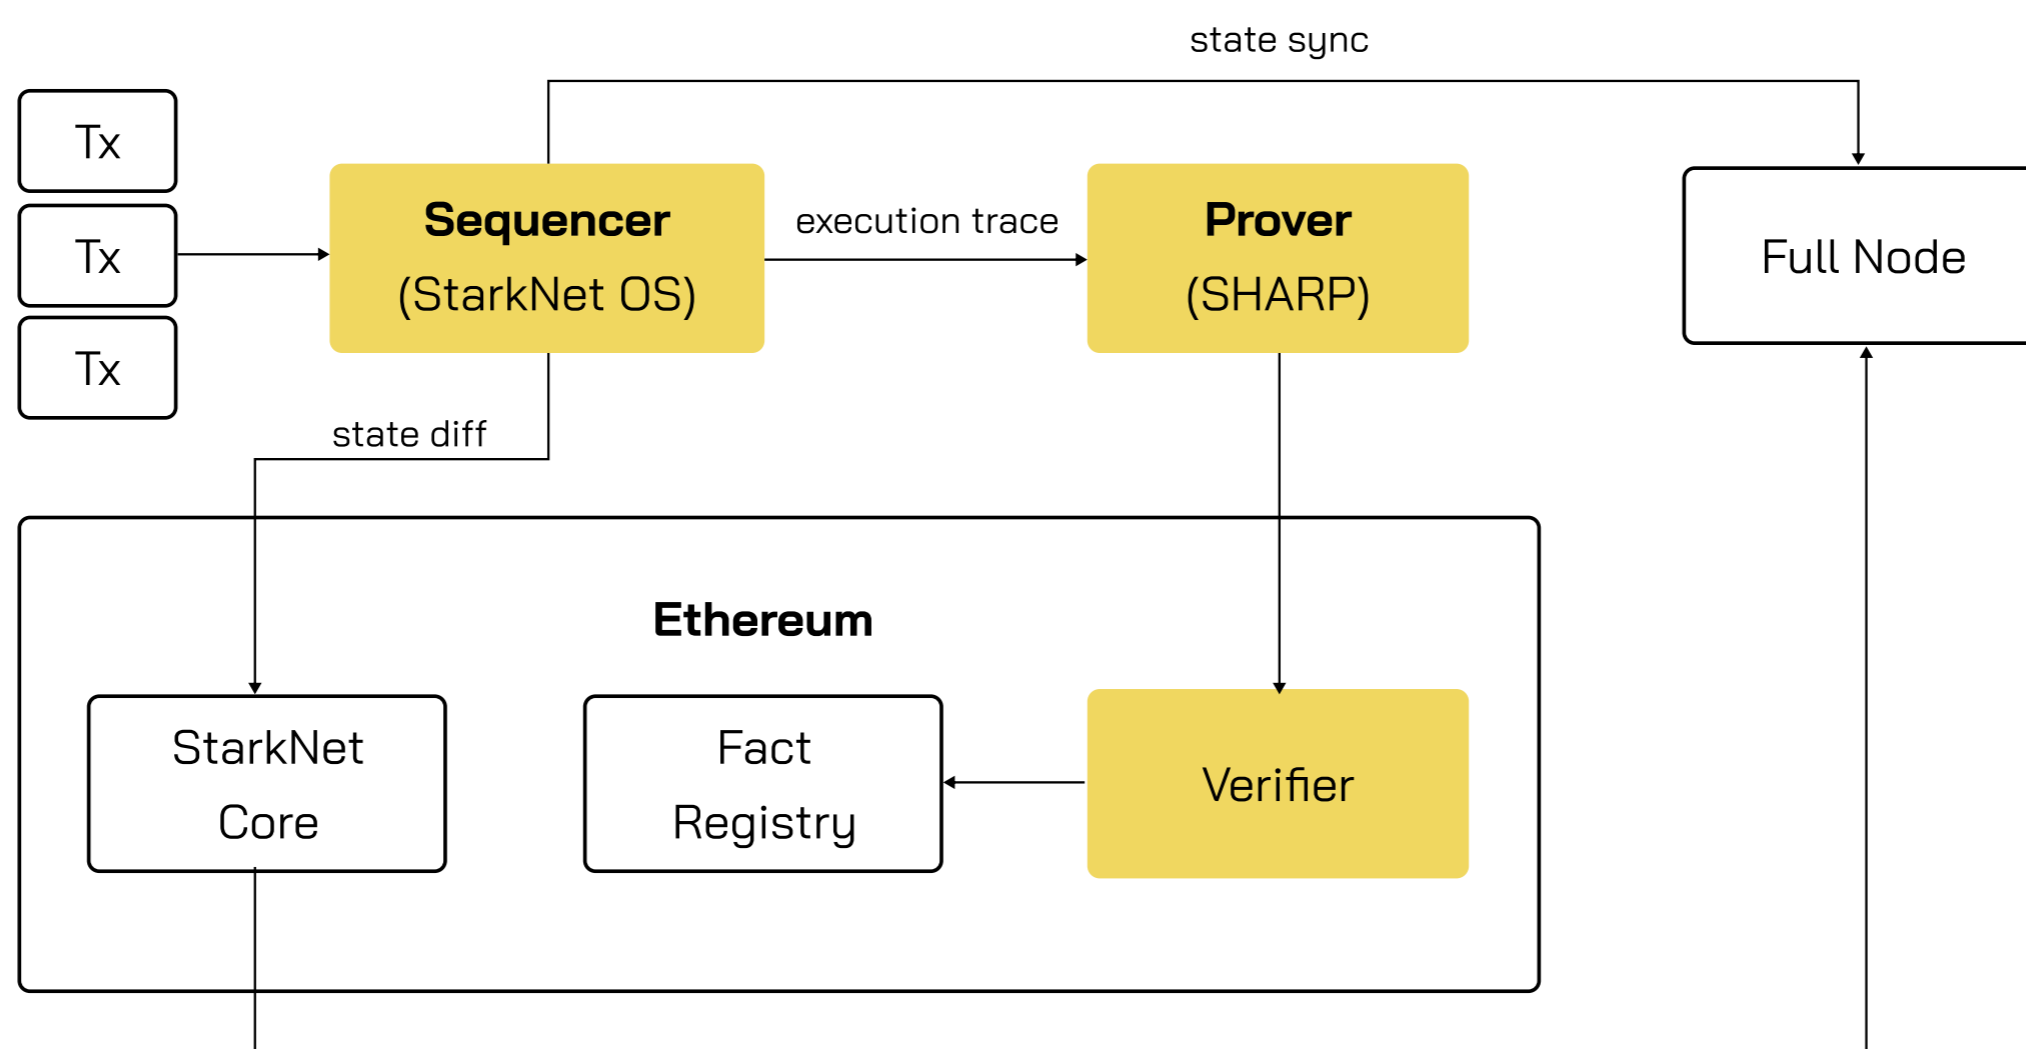 state sync
Tx
Tx
Tx
Sequencer
(StarkNet OS)
execution trace
Prover
(SHARP)
Full Node
state diff
Ethereum
StarkNet
Core
Fact
Registry
Verifier